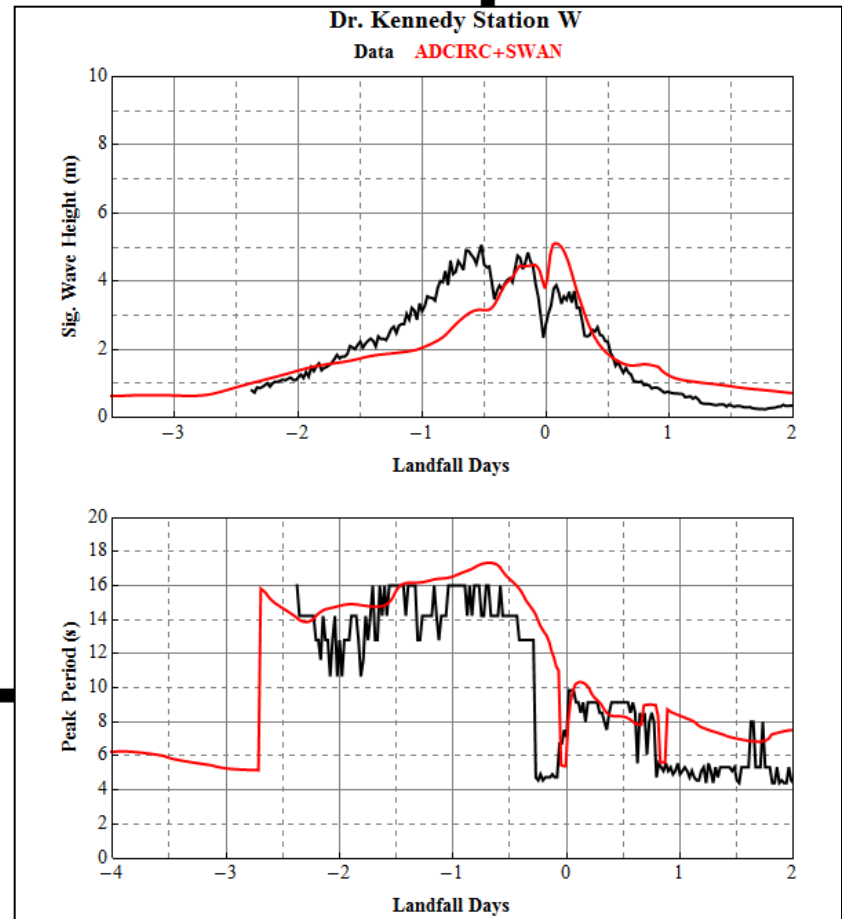 Dr. Kennedy Station W
Data ADCIRC+SWAN
10
8
6
4
2
0
Sig. Wave Height (m)
−3 −2 −1 0 1 2
Landfall Days
20
18
16
14
12
10
8
6
4
2
0
Peak Period (s)
−4 −3 −2 −1 0 1 2
Landfall Days